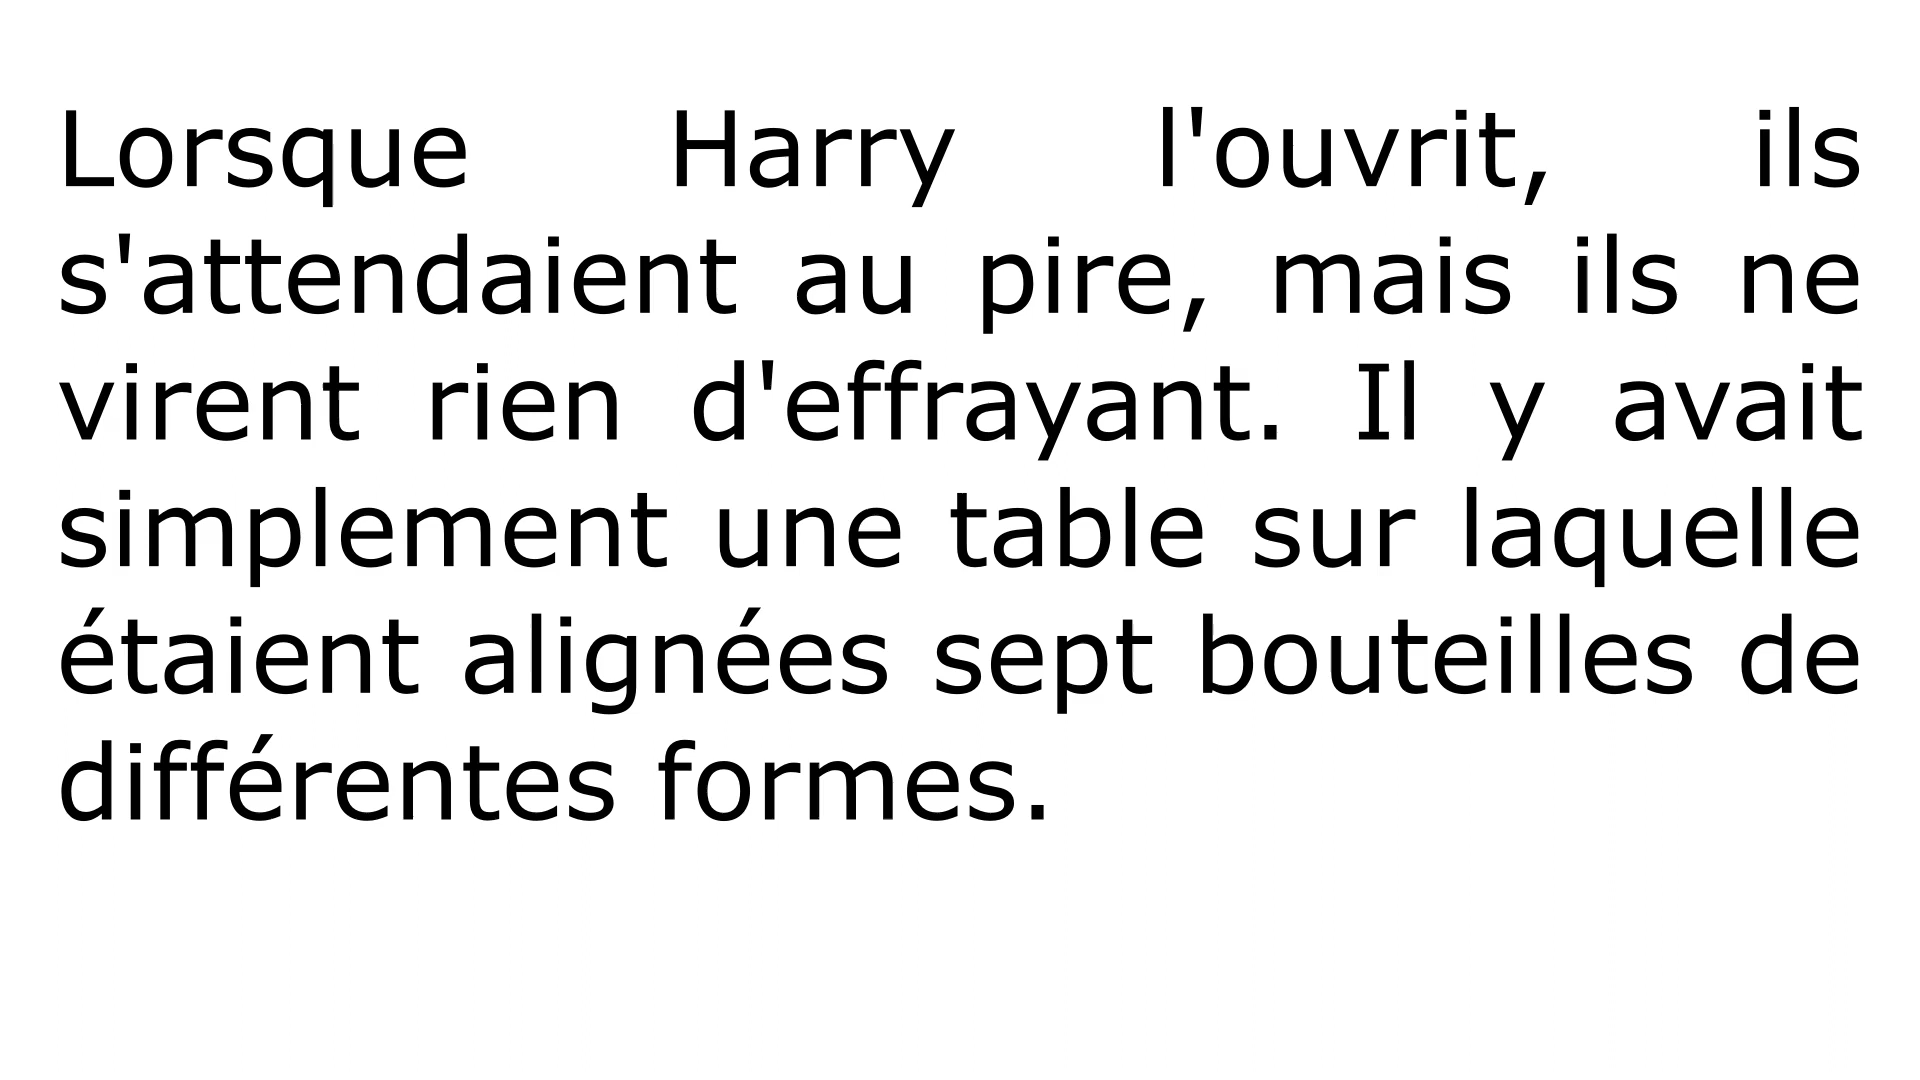 Lorsque Harry l'ouvrit, ils
s'attendaient au pire, mais ils ne
virent rien d'effrayant. Il y avait
simplement une table sur laquelle
étaient alignées sept bouteilles de
différentes formes.